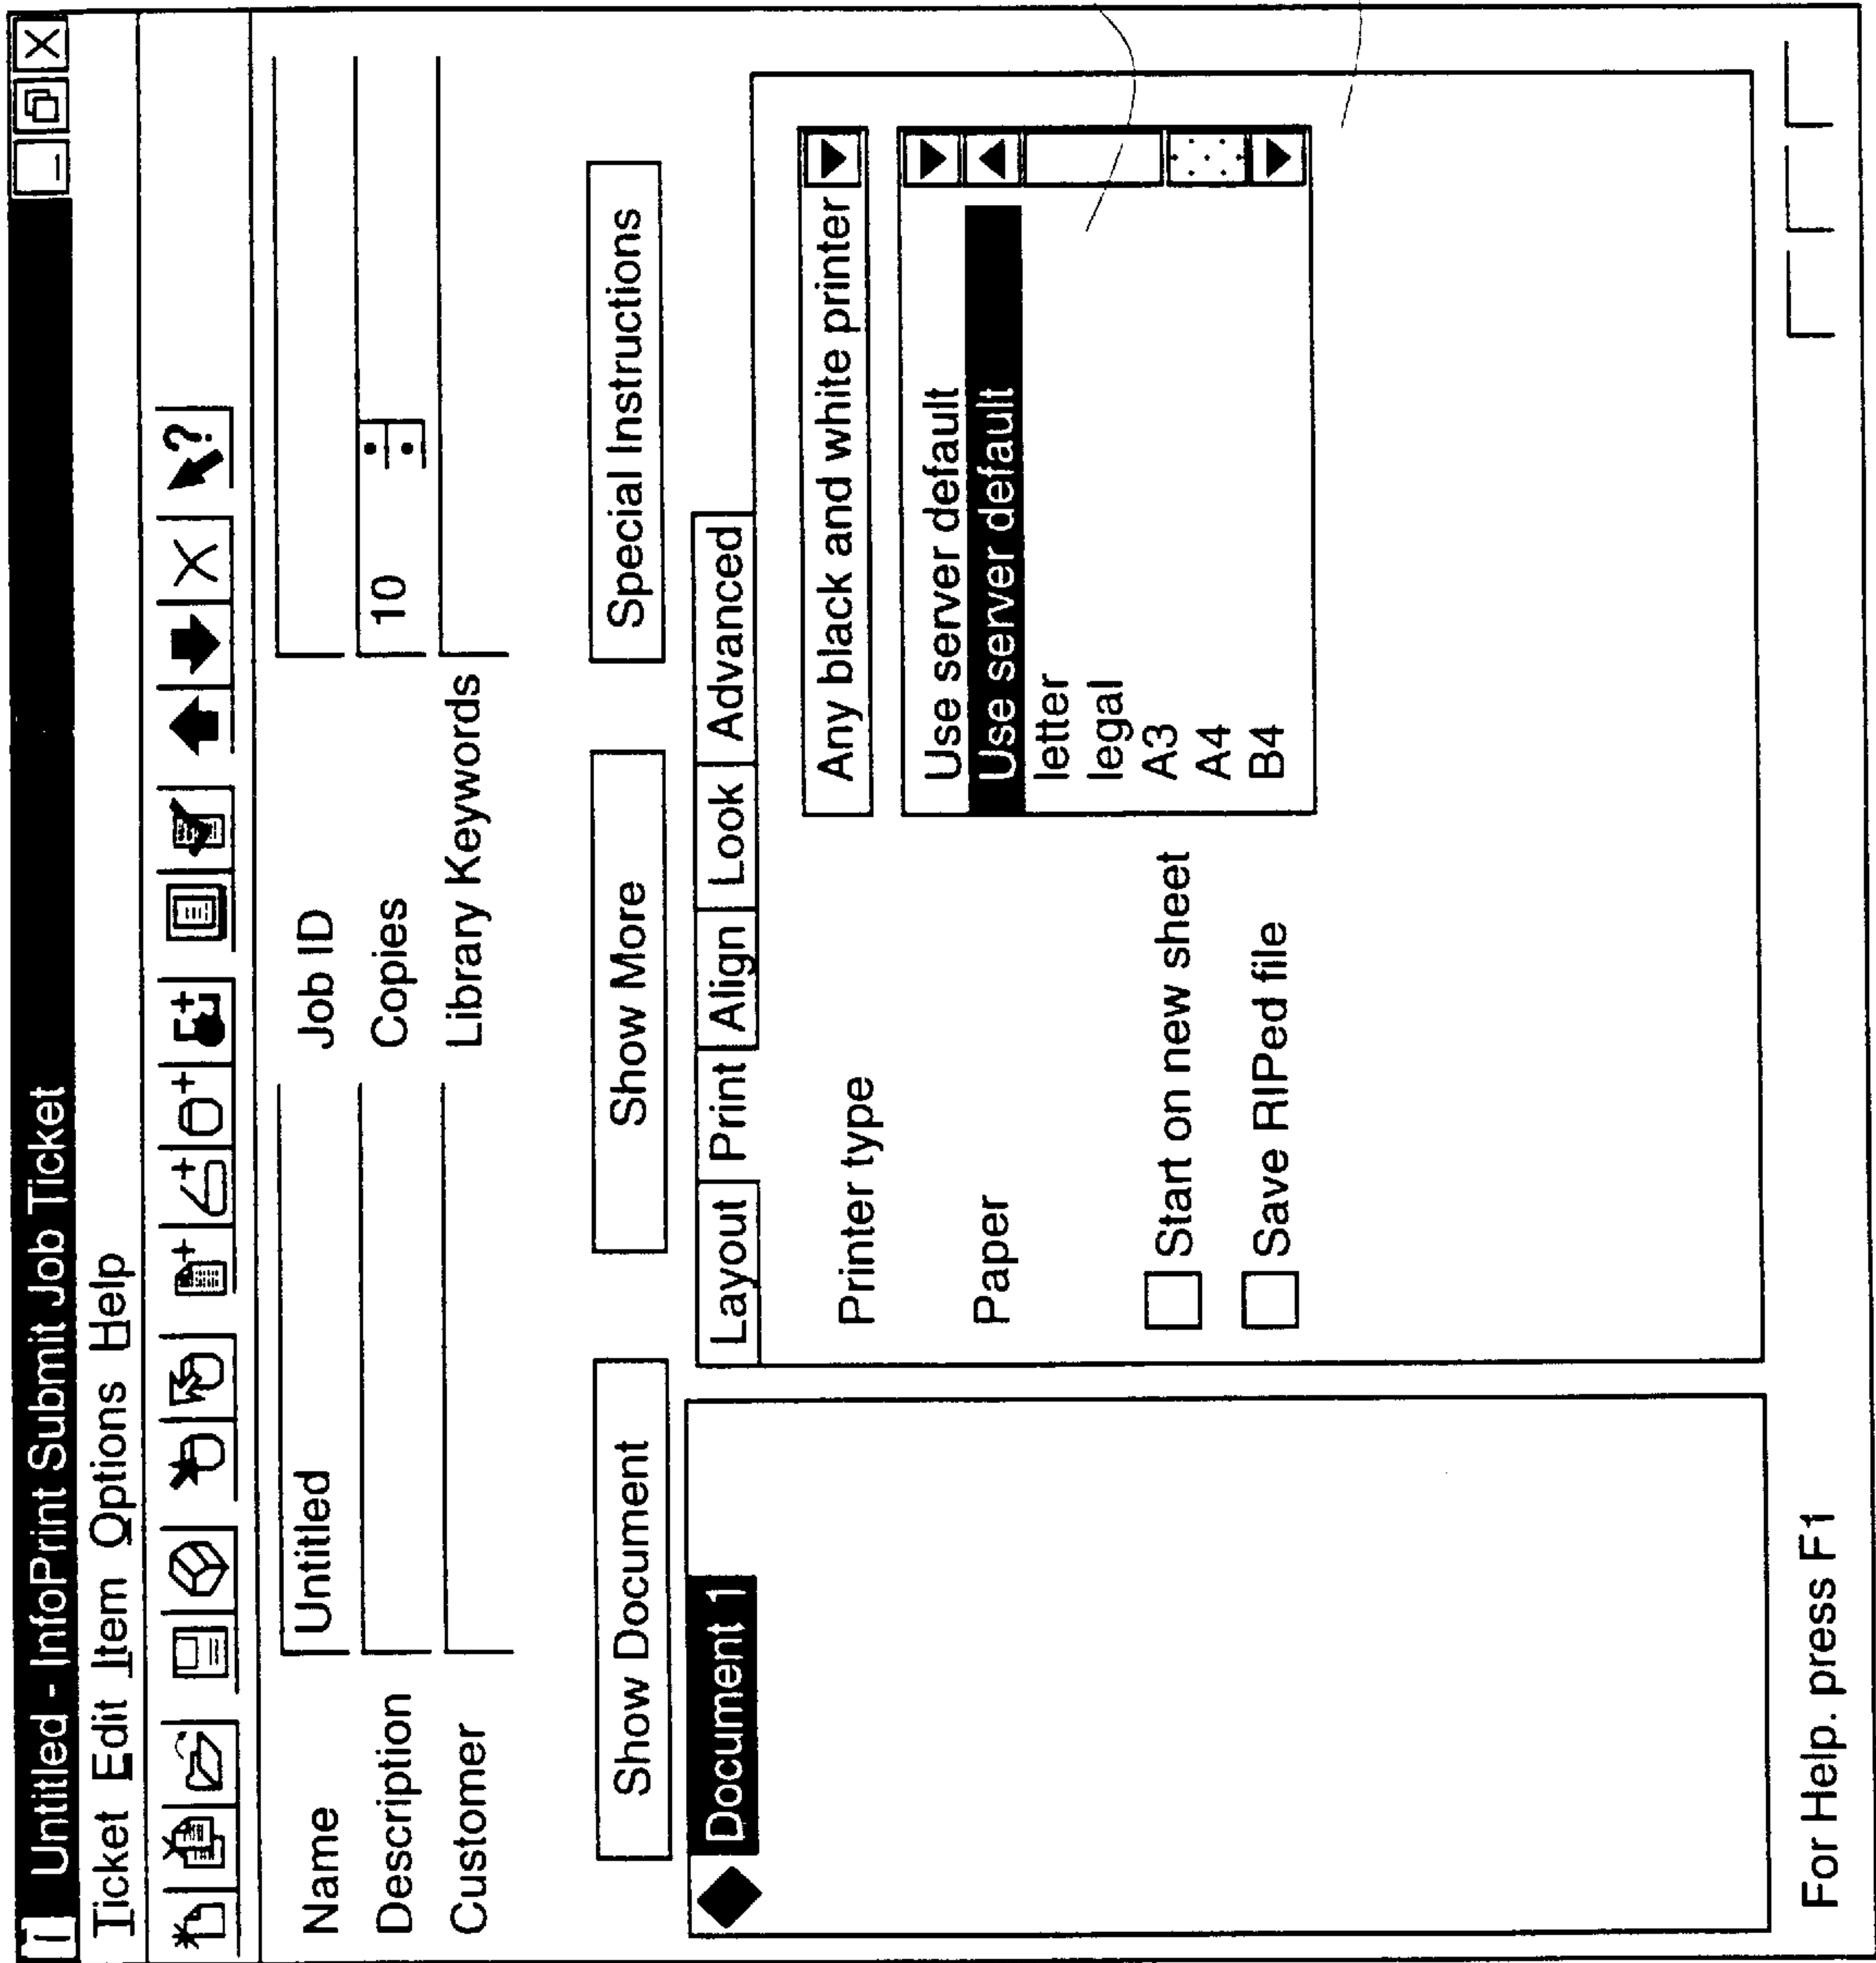 Untitled - InfoPrint Submit Job Ticket
Ticket Edit Item Options Help
Name Untitled Job ID
Description Copies 10
Customer Library Keywords
Show Document Show More Special Instructions
Document 1
Layout Print Align Look Advanced
Printer type Any black and white printer
Paper Use server default
Use server default
letter
legal
A3
A4
B4
Start on new sheet
Save RIPed file
For Help. press F1